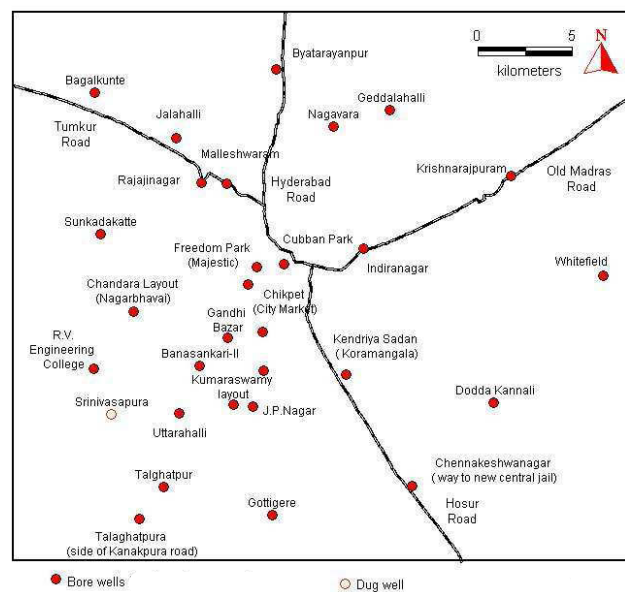 0 5
kilometers
N
Byatarayanpur
Bagalkunte
Geddalahalli
Jalahalli
Nagavara
Tumkur
Road
Malleshwaram
Krishnarajpuram
Old Madras
Road
Rajajinagar
Hyderabad
Road
Sunkadakatte
Freedom Park
(Majestic)
Cubban Park
Indiranagar
Whitefield
Chandara Layout
(Nagarbhavai)
Chikpet
(City Market)
Gandhi
Bazar
R.V.
Engineering
College
Banasankari-II
Kendriya Sadan
( Koramangala)
Kumaraswamy
layout
Srinivasapura
Dodda Kannali
J.P.Nagar
Uttarahalli
Talghatpur
Chennakeshwanagar
( way to new central jail)
Gottigere
Hosur
Road
Talaghatpura
(side of Kanakpura road)
Bore wells
Dug well